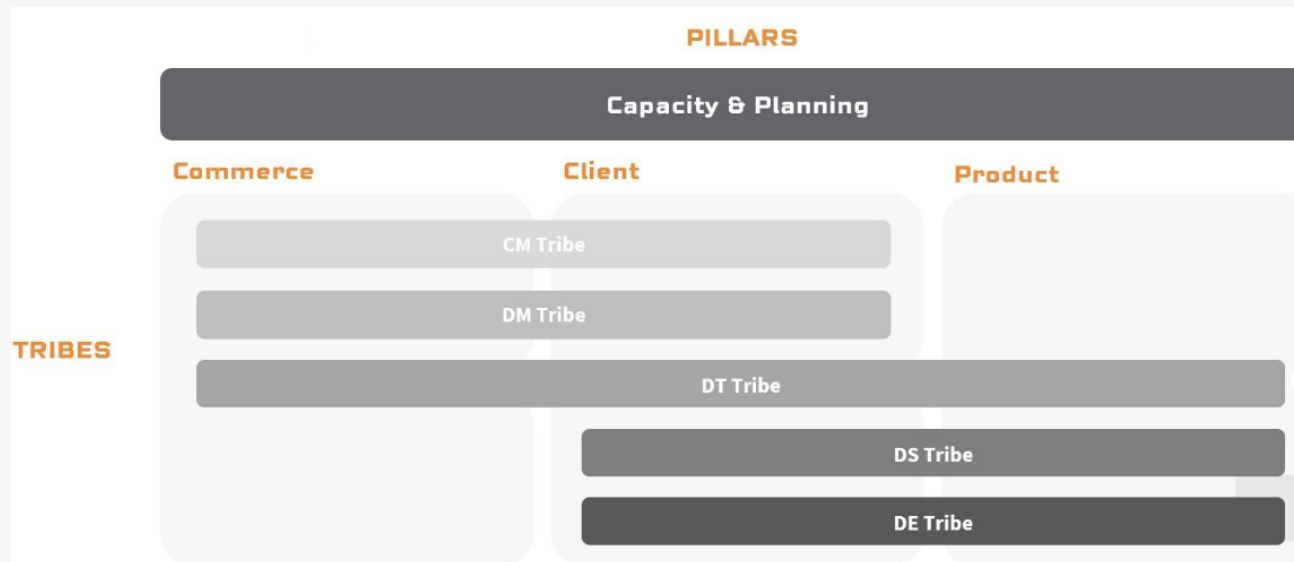 PILLARS
Capacity & Planning
Commerce
Client
Product
CM Tribe
DM Tribe
TRIBES
DT Tribe
DS Tribe
DE Tribe